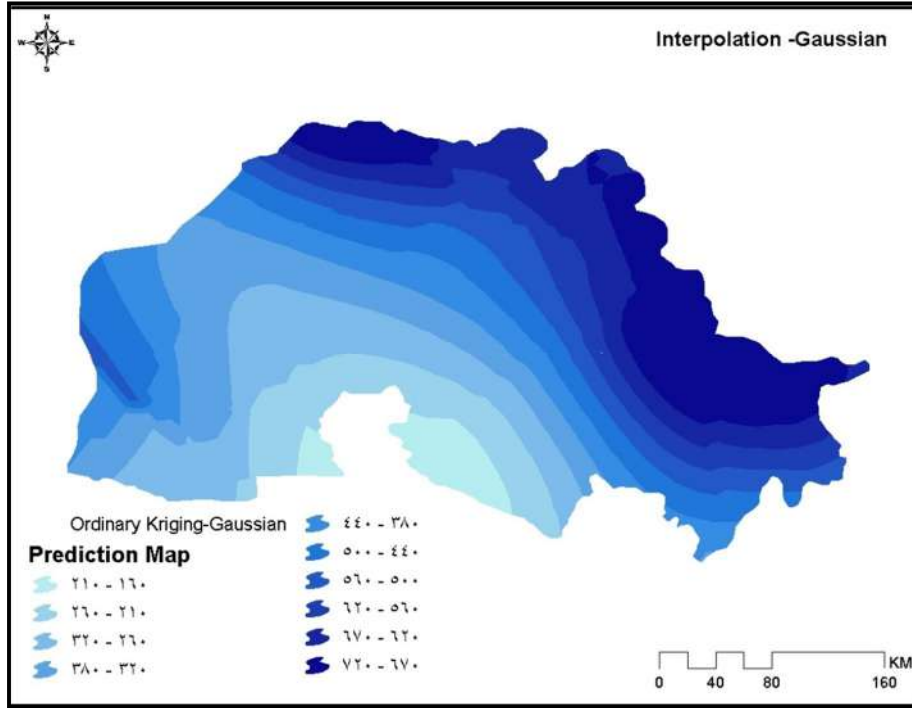 N
W E
S
Interpolation -Gaussian
Ordinary Kriging-Gaussian
Prediction Map
٢١٠ - ١٦٠
٢٦٠ - ٢١٠
٣٢٠ - ٢٦٠
٣٨٠ - ٣٢٠
٤٤٠ - ٣٨٠
٥٠٠ - ٤٤٠
٥٦٠ - ٥٠٠
٦٢٠ - ٥٦٠
٦٧٠ - ٦٢٠
٧٢٠ - ٦٧٠
KM
0 40 80 160